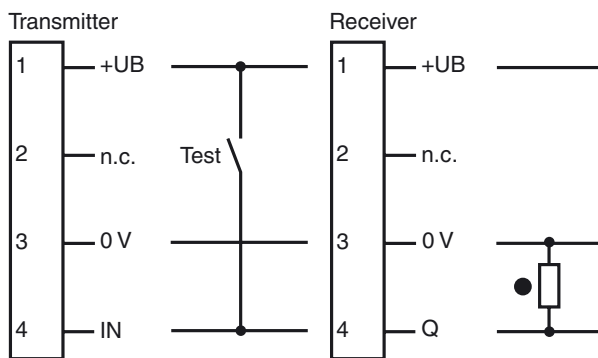 Transmitter
1 +UB
2 n.c.
3 0 V
4 IN
Test
Receiver
1 +UB
2 n.c.
3 0 V
4 Q